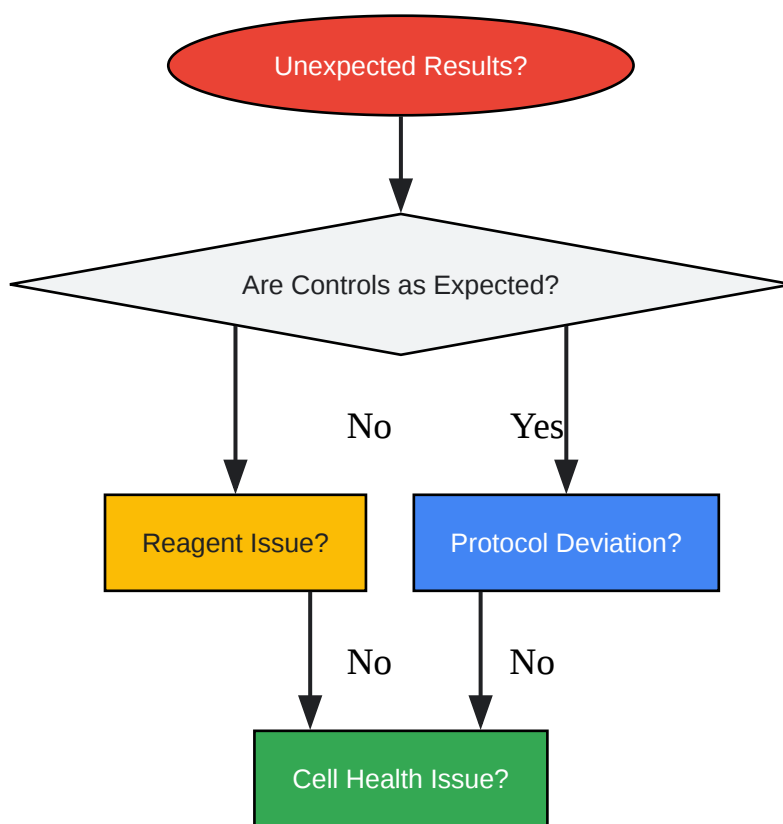 Unexpected Results?
Are Controls as Expected?
No
Yes
Reagent Issue?
Protocol Deviation?
No
No
Cell Health Issue?